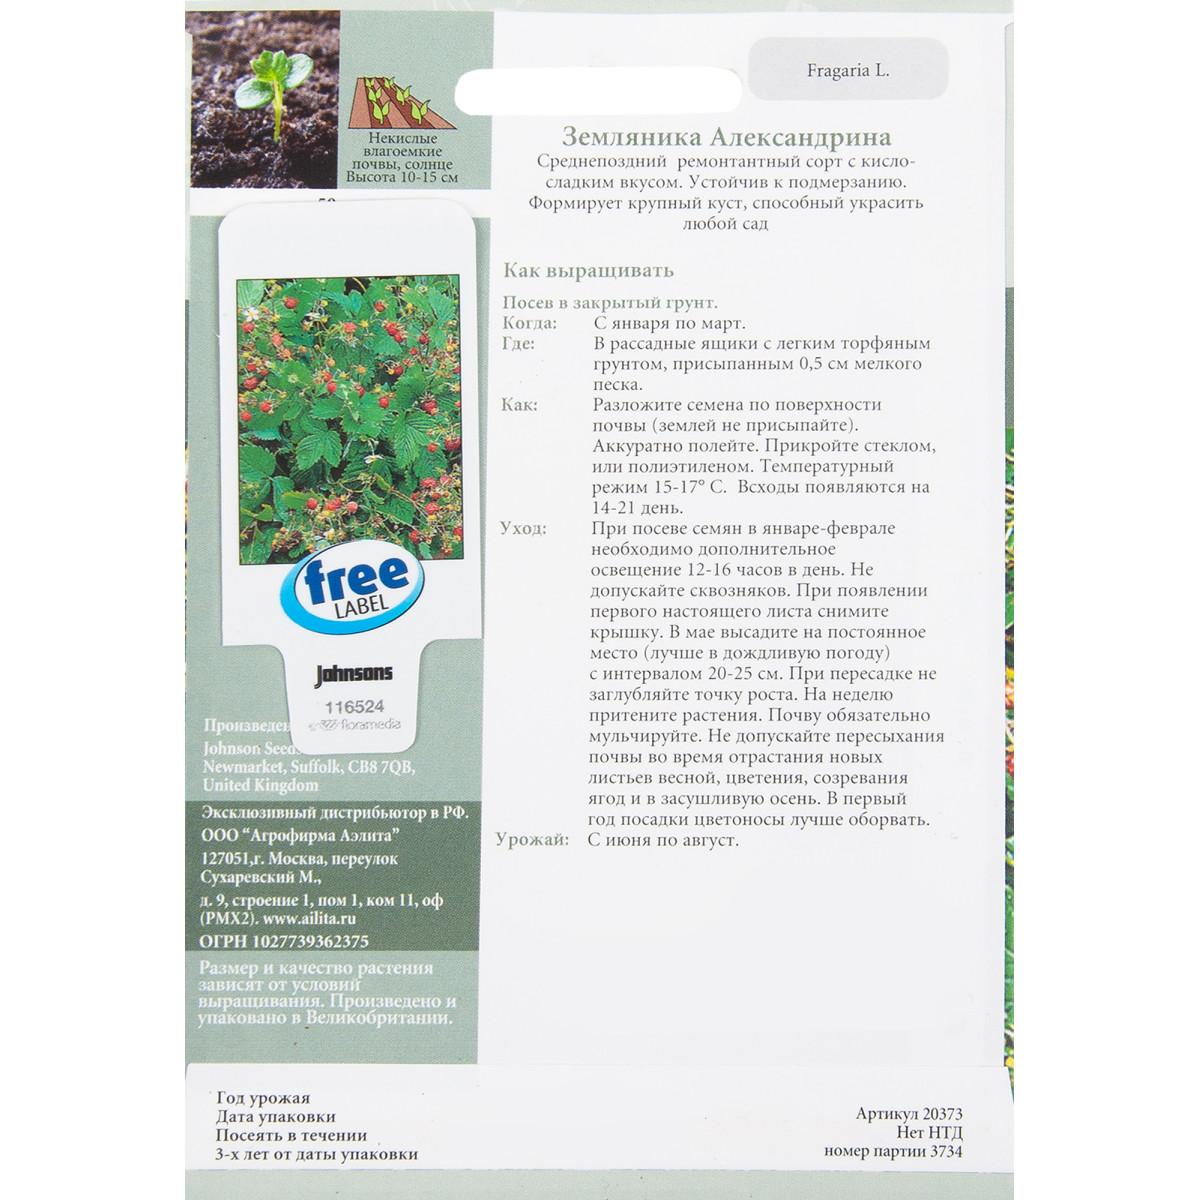 Fragaria L.
Некислые
влагоемкие
почвы, солнце
Высота 10-15 см
Земляника Александрина
Среднепоздний ремонтантный сорт с кисло-
сладким вкусом. Устойчив к подмерзанию.
Формирует крупный куст, способный украсить
любой сад
Как выращивать
Посев в закрытый грунт.
Когда: С января по март.
Где: В рассадные ящики с легким торфяным
грунтом, присыпанным 0,5 см мелкого
песка.
Как: Разложите семена по поверхности
почвы (землей не присыпайте).
Аккуратно полейте. Прикройте стеклом,
или полиэтиленом. Температурный
режим 15-17° С. Всходы появляются на
14-21 день.
Уход: При посеве семян в январе-феврале
необходимо дополнительное
освещение 12-16 часов в день. Не
допускайте сквозняков. При появлении
первого настоящего листа снимите
крышку. В мае высадите на постоянное
место (лучше в дождливую погоду)
с интервалом 20-25 см. При пересадке не
заглубляйте точку роста. На неделю
притените растения. Почву обязательно
мульчируйте. Не допускайте пересыхания
почвы во время отрастания новых
листьев весной, цветения, созревания
ягод и в засушливую осень. В первый
год посадки цветоносы лучше оборвать.
Урожай: С июня по август.
free
LABEL
Johnsons
116524
floramedia
Произведен
Johnson Seeds
Newmarket, Suffolk, CB8 7QB,
United Kingdom
Эксклюзивный дистрибьютор в РФ.
ООО "Агрофирма Аэлита"
127051,г. Москва, переулок
Сухаревский М.,
д. 9, строение 1, пом 1, ком 11, оф
(РМХ2). www.ailita.ru
ОГРН 1027739362375
Размер и качество растения
зависят от условий
выращивания. Произведено и
упаковано в Великобритании.
Год урожая
Дата упаковки
Посеять в течении
3-х лет от даты упаковки
Артикул 20373
Нет НТД
номер партии 3734